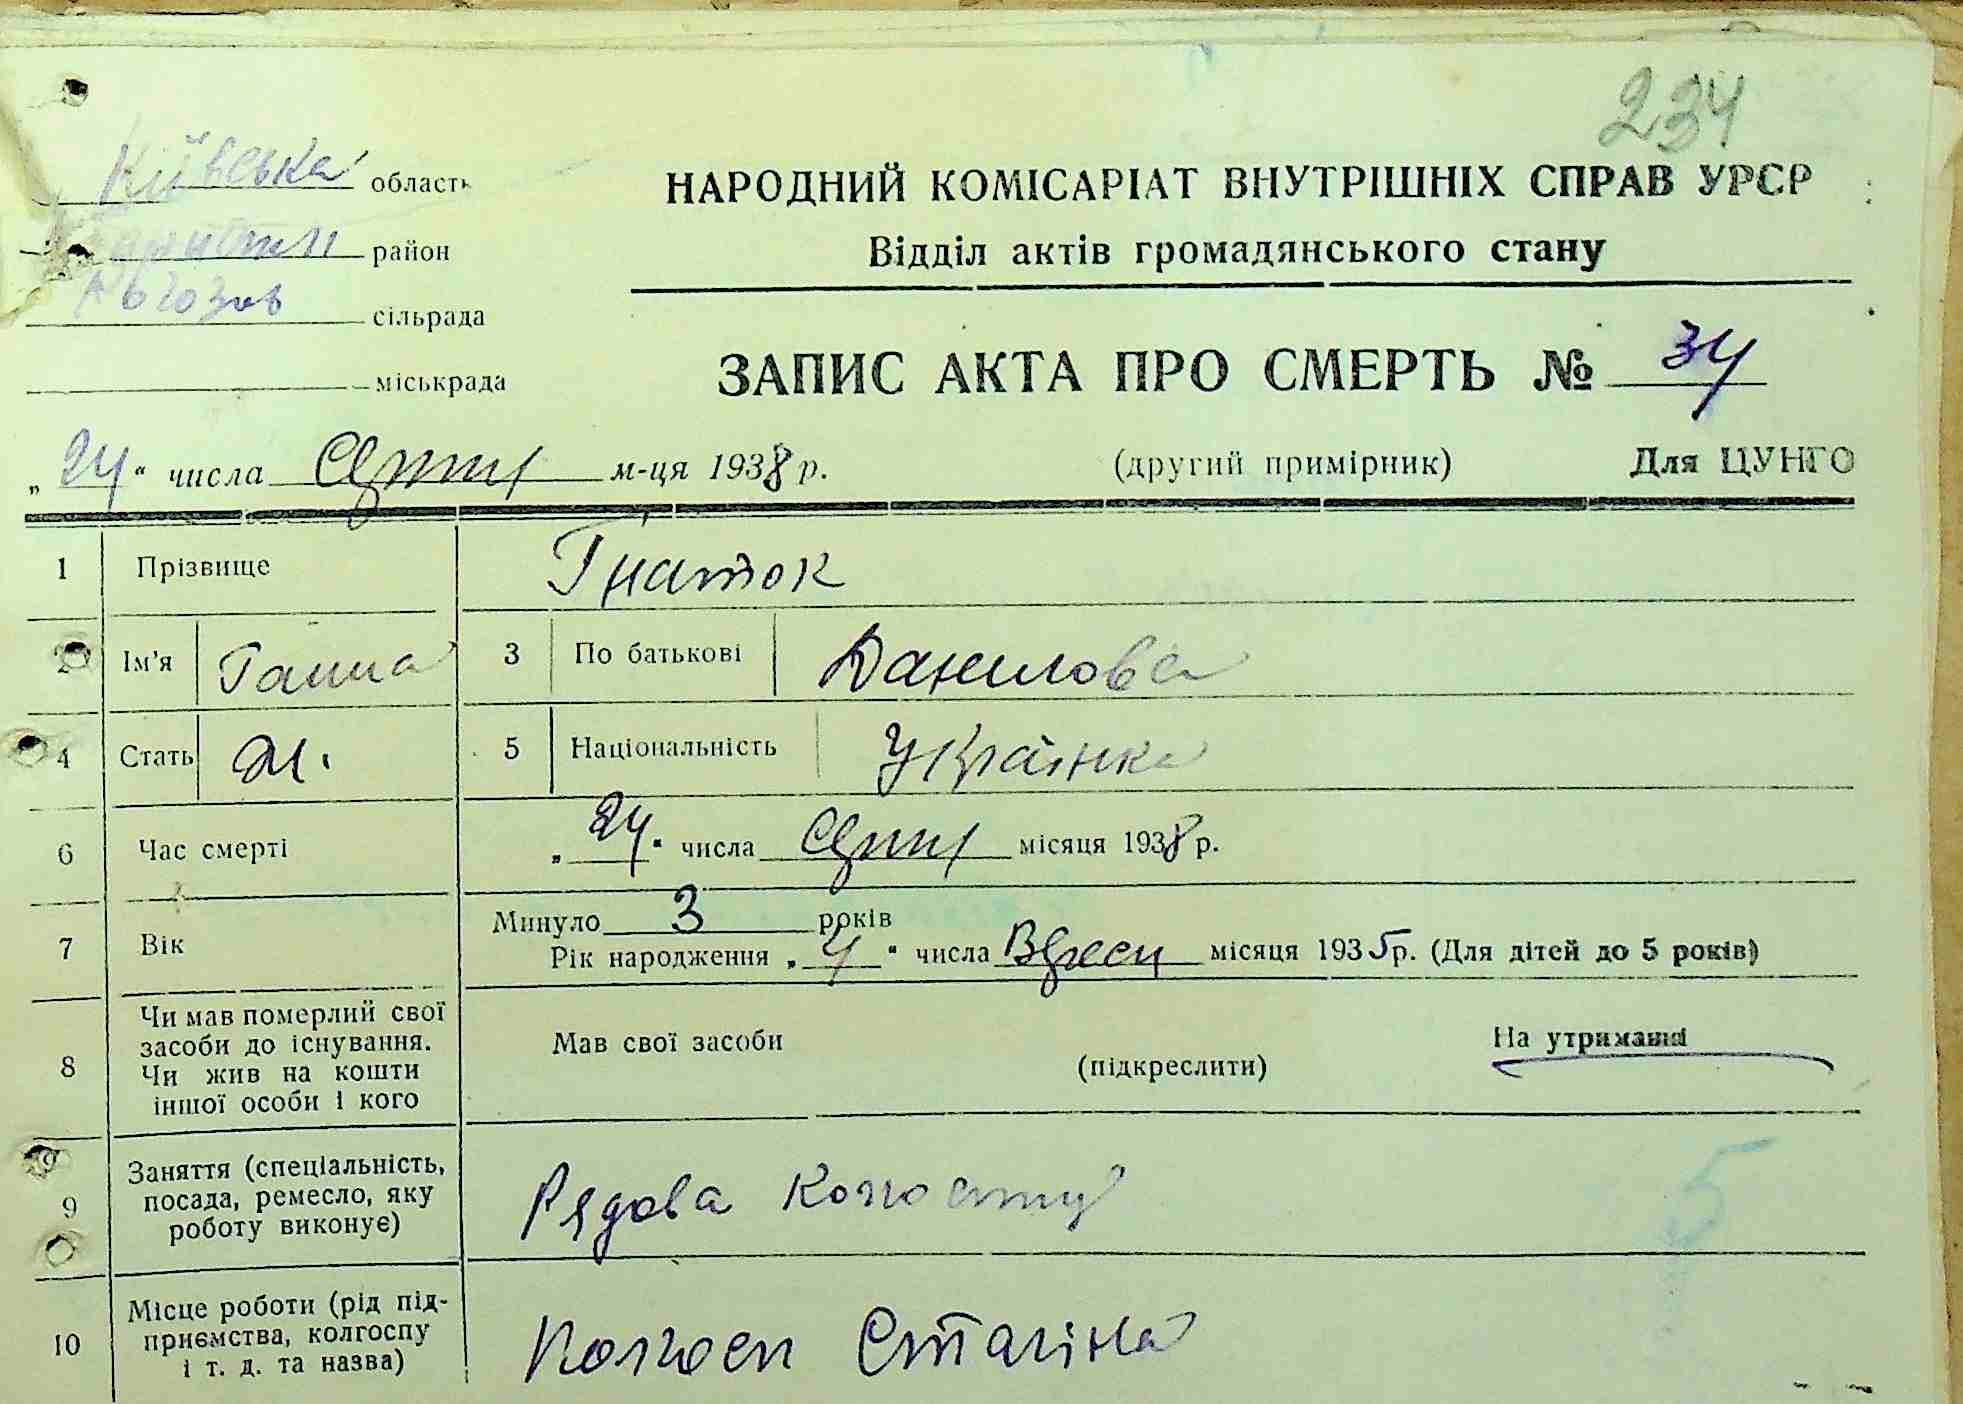 234
Київська область
район
Рогозов сільрада
міськрада
НАРОДНИЙ КОМІСАРІАТ ВНУТРІШНІХ СПРАВ УРСР
Відділ актів громадянського стану
ЗАПИС АКТА ПРО СМЕРТЬ № 34
„24“ числа м-ця 1938 р.
(другий примірник) Для ЦУНГО
1 Прізвище Гнаток
2 Ім'я Ганна 3 По батькові Данилова
4 Стать 5 Національність Українка
6 Час смерті „24“ числа місяця 1938 р.
7 Вік Минуло 3 років
Рік народження „4“ числа місяця 1935 р. (Для дітей до 5 років)
8 Чи мав померлий свої
засоби до існування.
Чи жив на кошти
іншої особи і кого
Мав свої засоби (підкреслити) На утриманні
9 Заняття (спеціальність,
посада, ремесло, яку
роботу виконує)
Рядова
5
10 Місце роботи (рід під-
приємства, колгоспу
і т. д. та назва)
Колгосп Сталіна